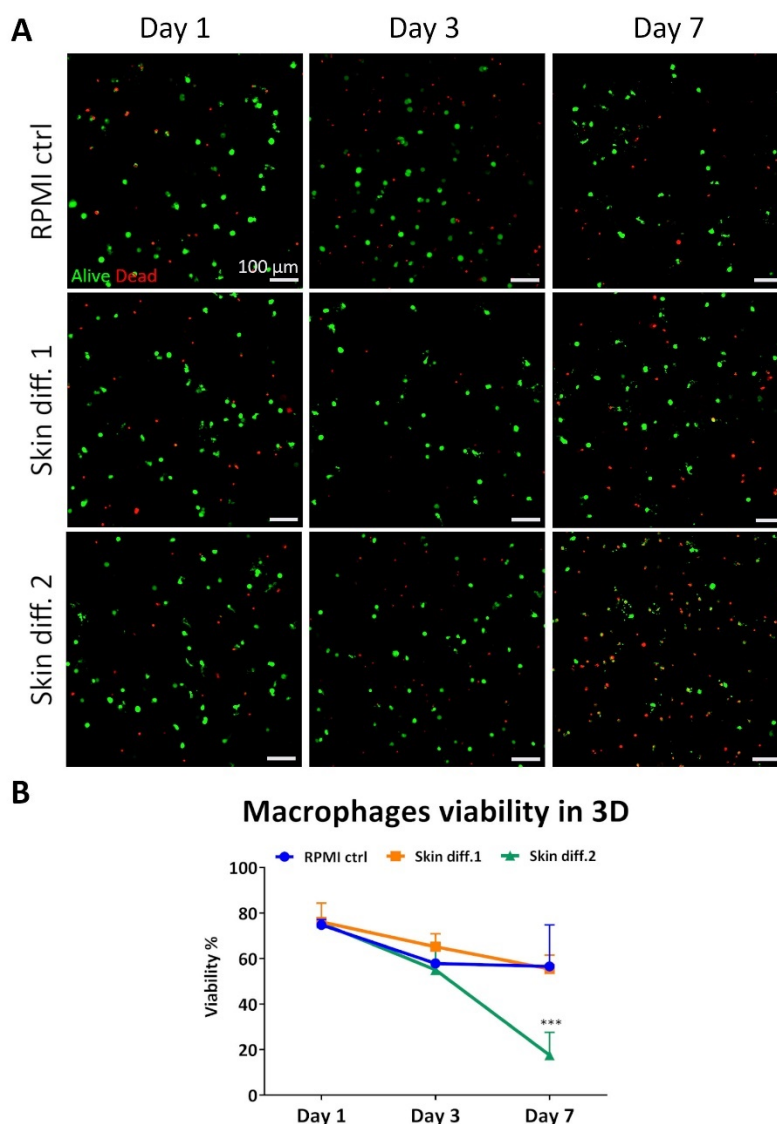 A
Day 1 Day 3 Day 7
RPMI ctrl
Alive Dead 100 µm
Skin diff. 1
Skin diff. 2
B
Macrophages viability in 3D
RPMI ctrl Skin diff.1 Skin diff.2
Viability %
100
80
60
40
20
0
***
Day 1 Day 3 Day 7